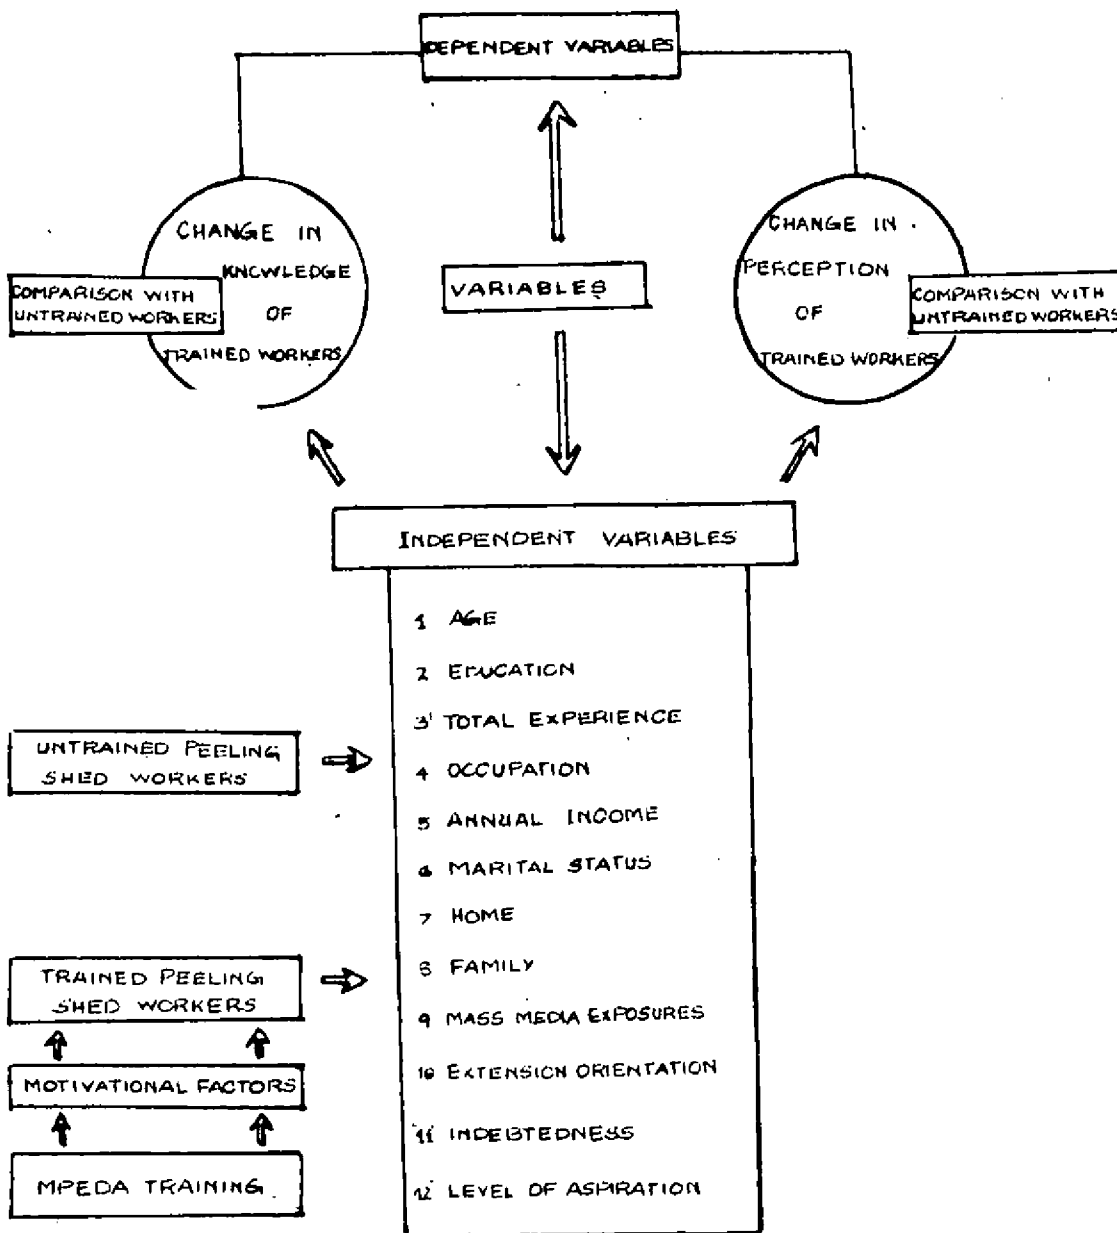 DEPENDENT VARIABLES
CHANGE IN
KNOWLEDGE
OF
TRAINED WORKERS
COMPARISON WITH
UNTRAINED WORKERS
VARIABLES
CHANGE IN
PERCEPTION
OF
TRAINED WORKERS
COMPARISON WITH
UNTRAINED WORKERS
INDEPENDENT VARIABLES
1 AGE
2 EDUCATION
3 TOTAL EXPERIENCE
4 OCCUPATION
5 ANNUAL INCOME
6 MARITAL STATUS
7 HOME
8 FAMILY
9 MASS MEDIA EXPOSURES
10 EXTENSION ORIENTATION
11 INDEBTEDNESS
12 LEVEL OF ASPIRATION
UNTRAINED PEELING
SHED WORKERS
TRAINED PEELING
SHED WORKERS
MOTIVATIONAL FACTORS
MPEDA TRAINING